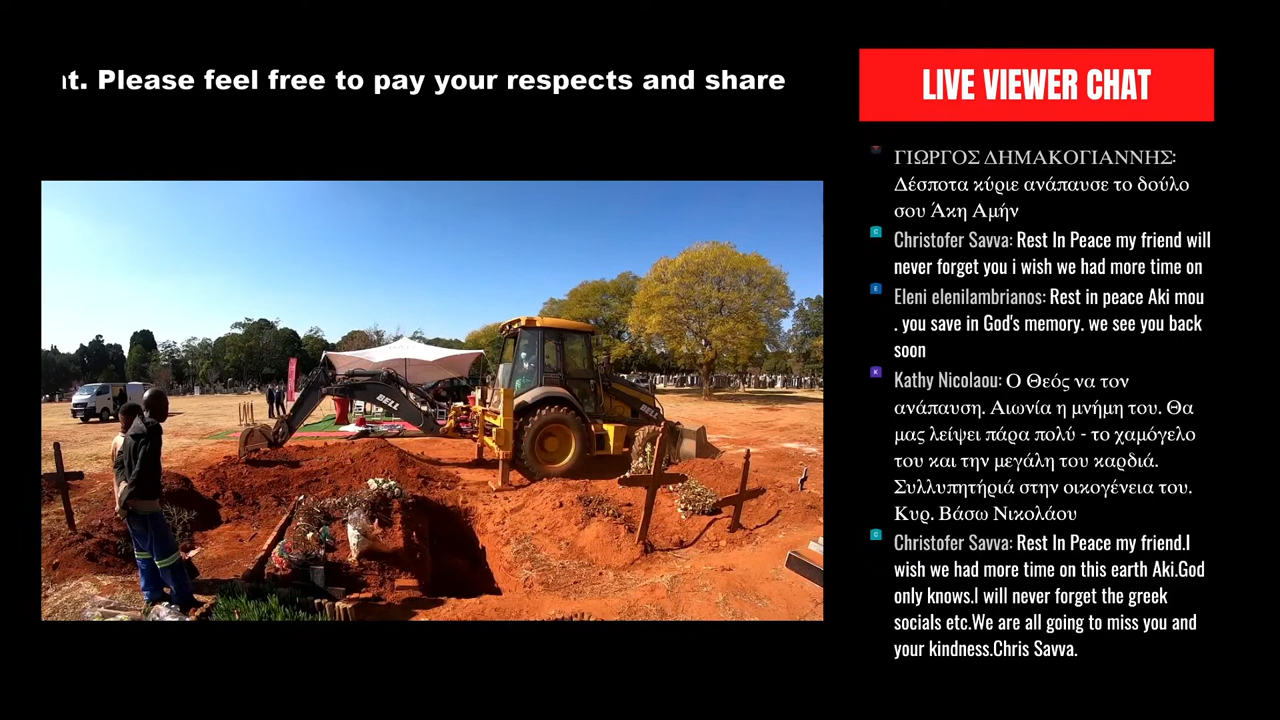 t. Please feel free to pay your respects and share
LIVE VIEWER CHAT
ΓΙΩΡΓΟΣ ΔΗΜΑΚΟΓΙΑΝΝΗΣ:
Δέσποτα κύριε ανάπαυσε το δούλο
σου Άκη Αμήν
Christofer Savva: Rest In Peace my friend will
never forget you i wish we had more time on
Eleni elenilambrianos: Rest in peace Aki mou
. you save in God's memory. we see you back
soon
Kathy Nicolaou: Ο Θεός να τον
ανάπαυση. Αιωνία η μνήμη του. Θα
μας λείψει πάρα πολύ - το χαμόγελο
του και την μεγάλη του καρδιά.
Συλλυπητήριά στην οικογένεια του.
Κυρ. Βάσω Νικολάου
Christofer Savva: Rest In Peace my friend.I
wish we had more time on this earth Aki.God
only knows.I will never forget the greek
socials etc.We are all going to miss you and
your kindness.Chris Savva.
BELL
BELL